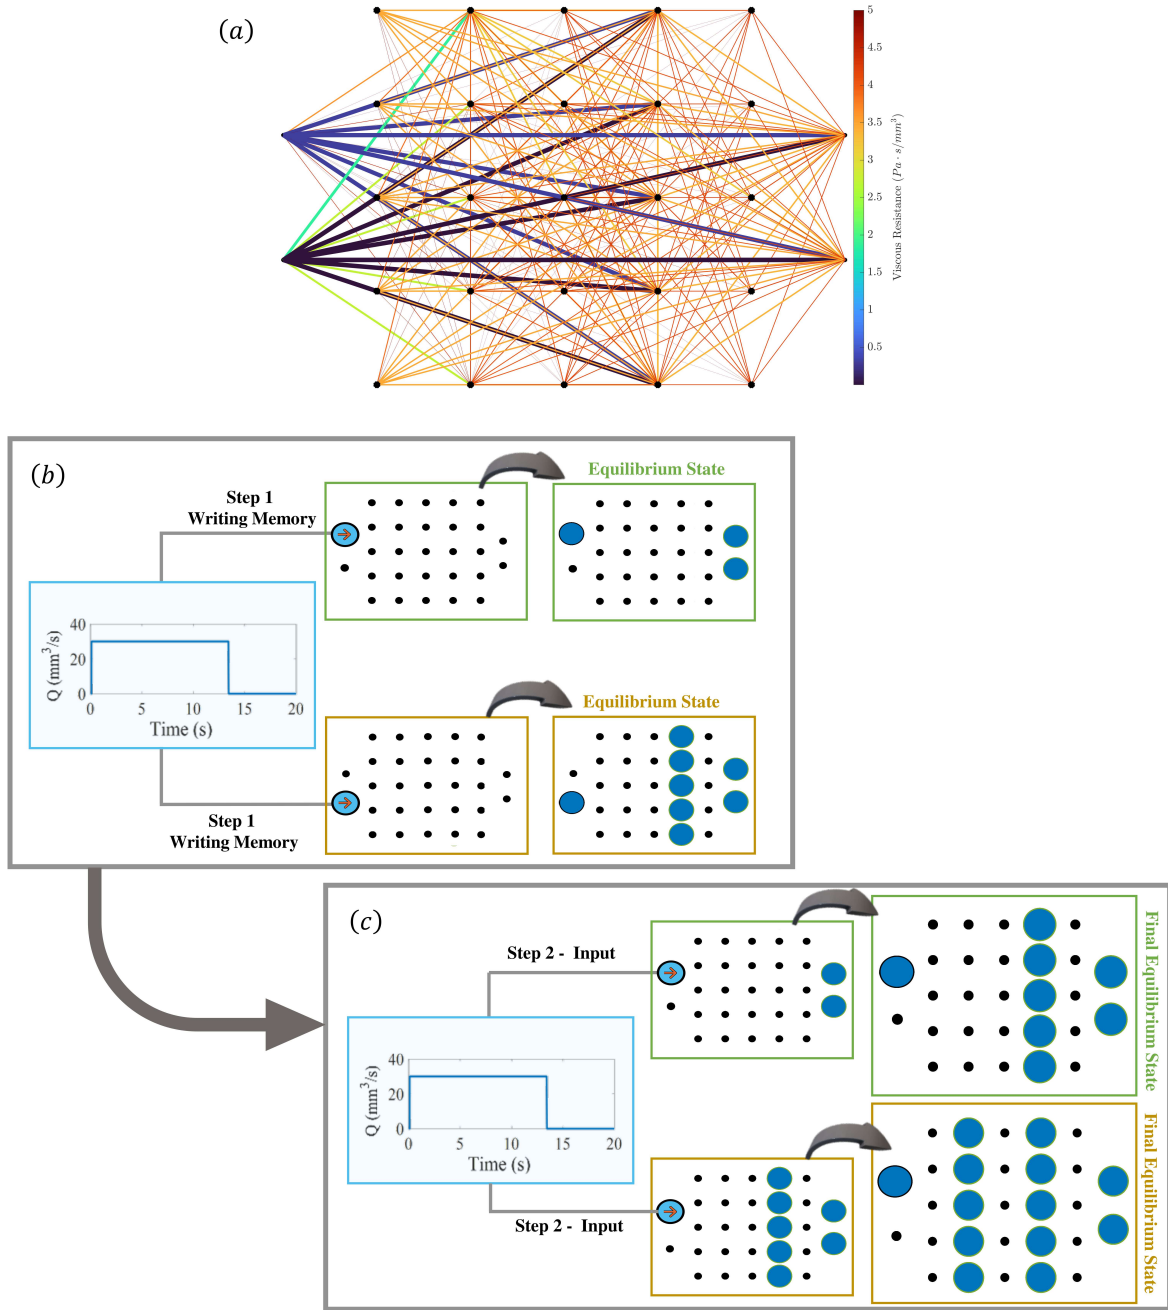 (a)
5
4.5
4
3.5
3
2.5
2
1.5
1
0.5
Viscous Resistance (Pa · s/mm³)
(b)
Step 1
Writing Memory
Equilibrium State
40
20
0
Q (mm³/s)
0 5 10 15 20
Time (s)
Equilibrium State
Step 1
Writing Memory
(c)
Step 2 - Input
Final Equilibrium State
40
20
0
Q (mm³/s)
0 5 10 15 20
Time (s)
Step 2 - Input
Final Equilibrium State